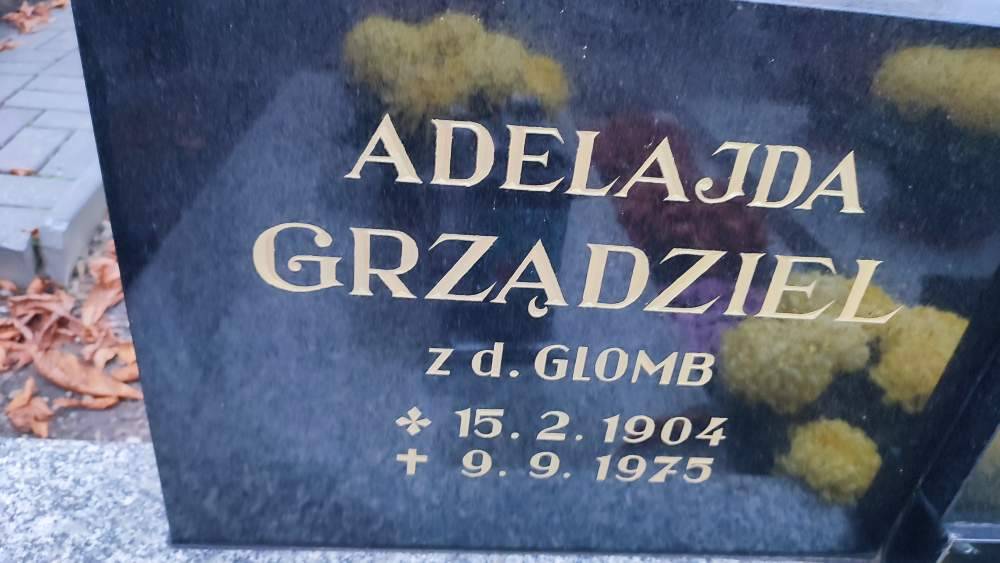 ADELAJDA
GRZĄDZIEL
z d. GLOMB
✤ 15. 2. 1904
✝ 9. 9. 1975